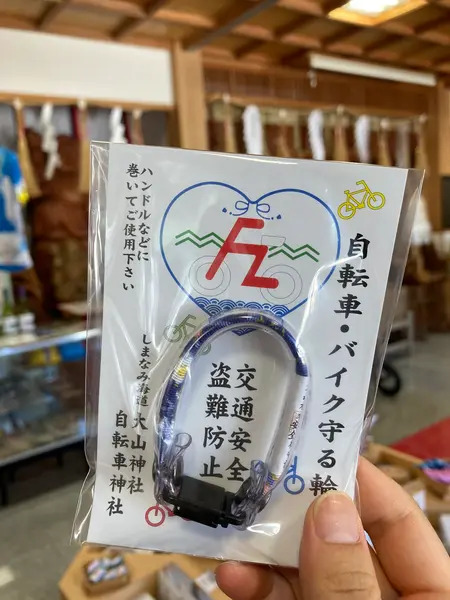 自転車・バイク守る輪
交通安全
盗難防止
ハンドルなどに
巻いてご使用下さい
しまなみ海道 大山神社
自転車神社